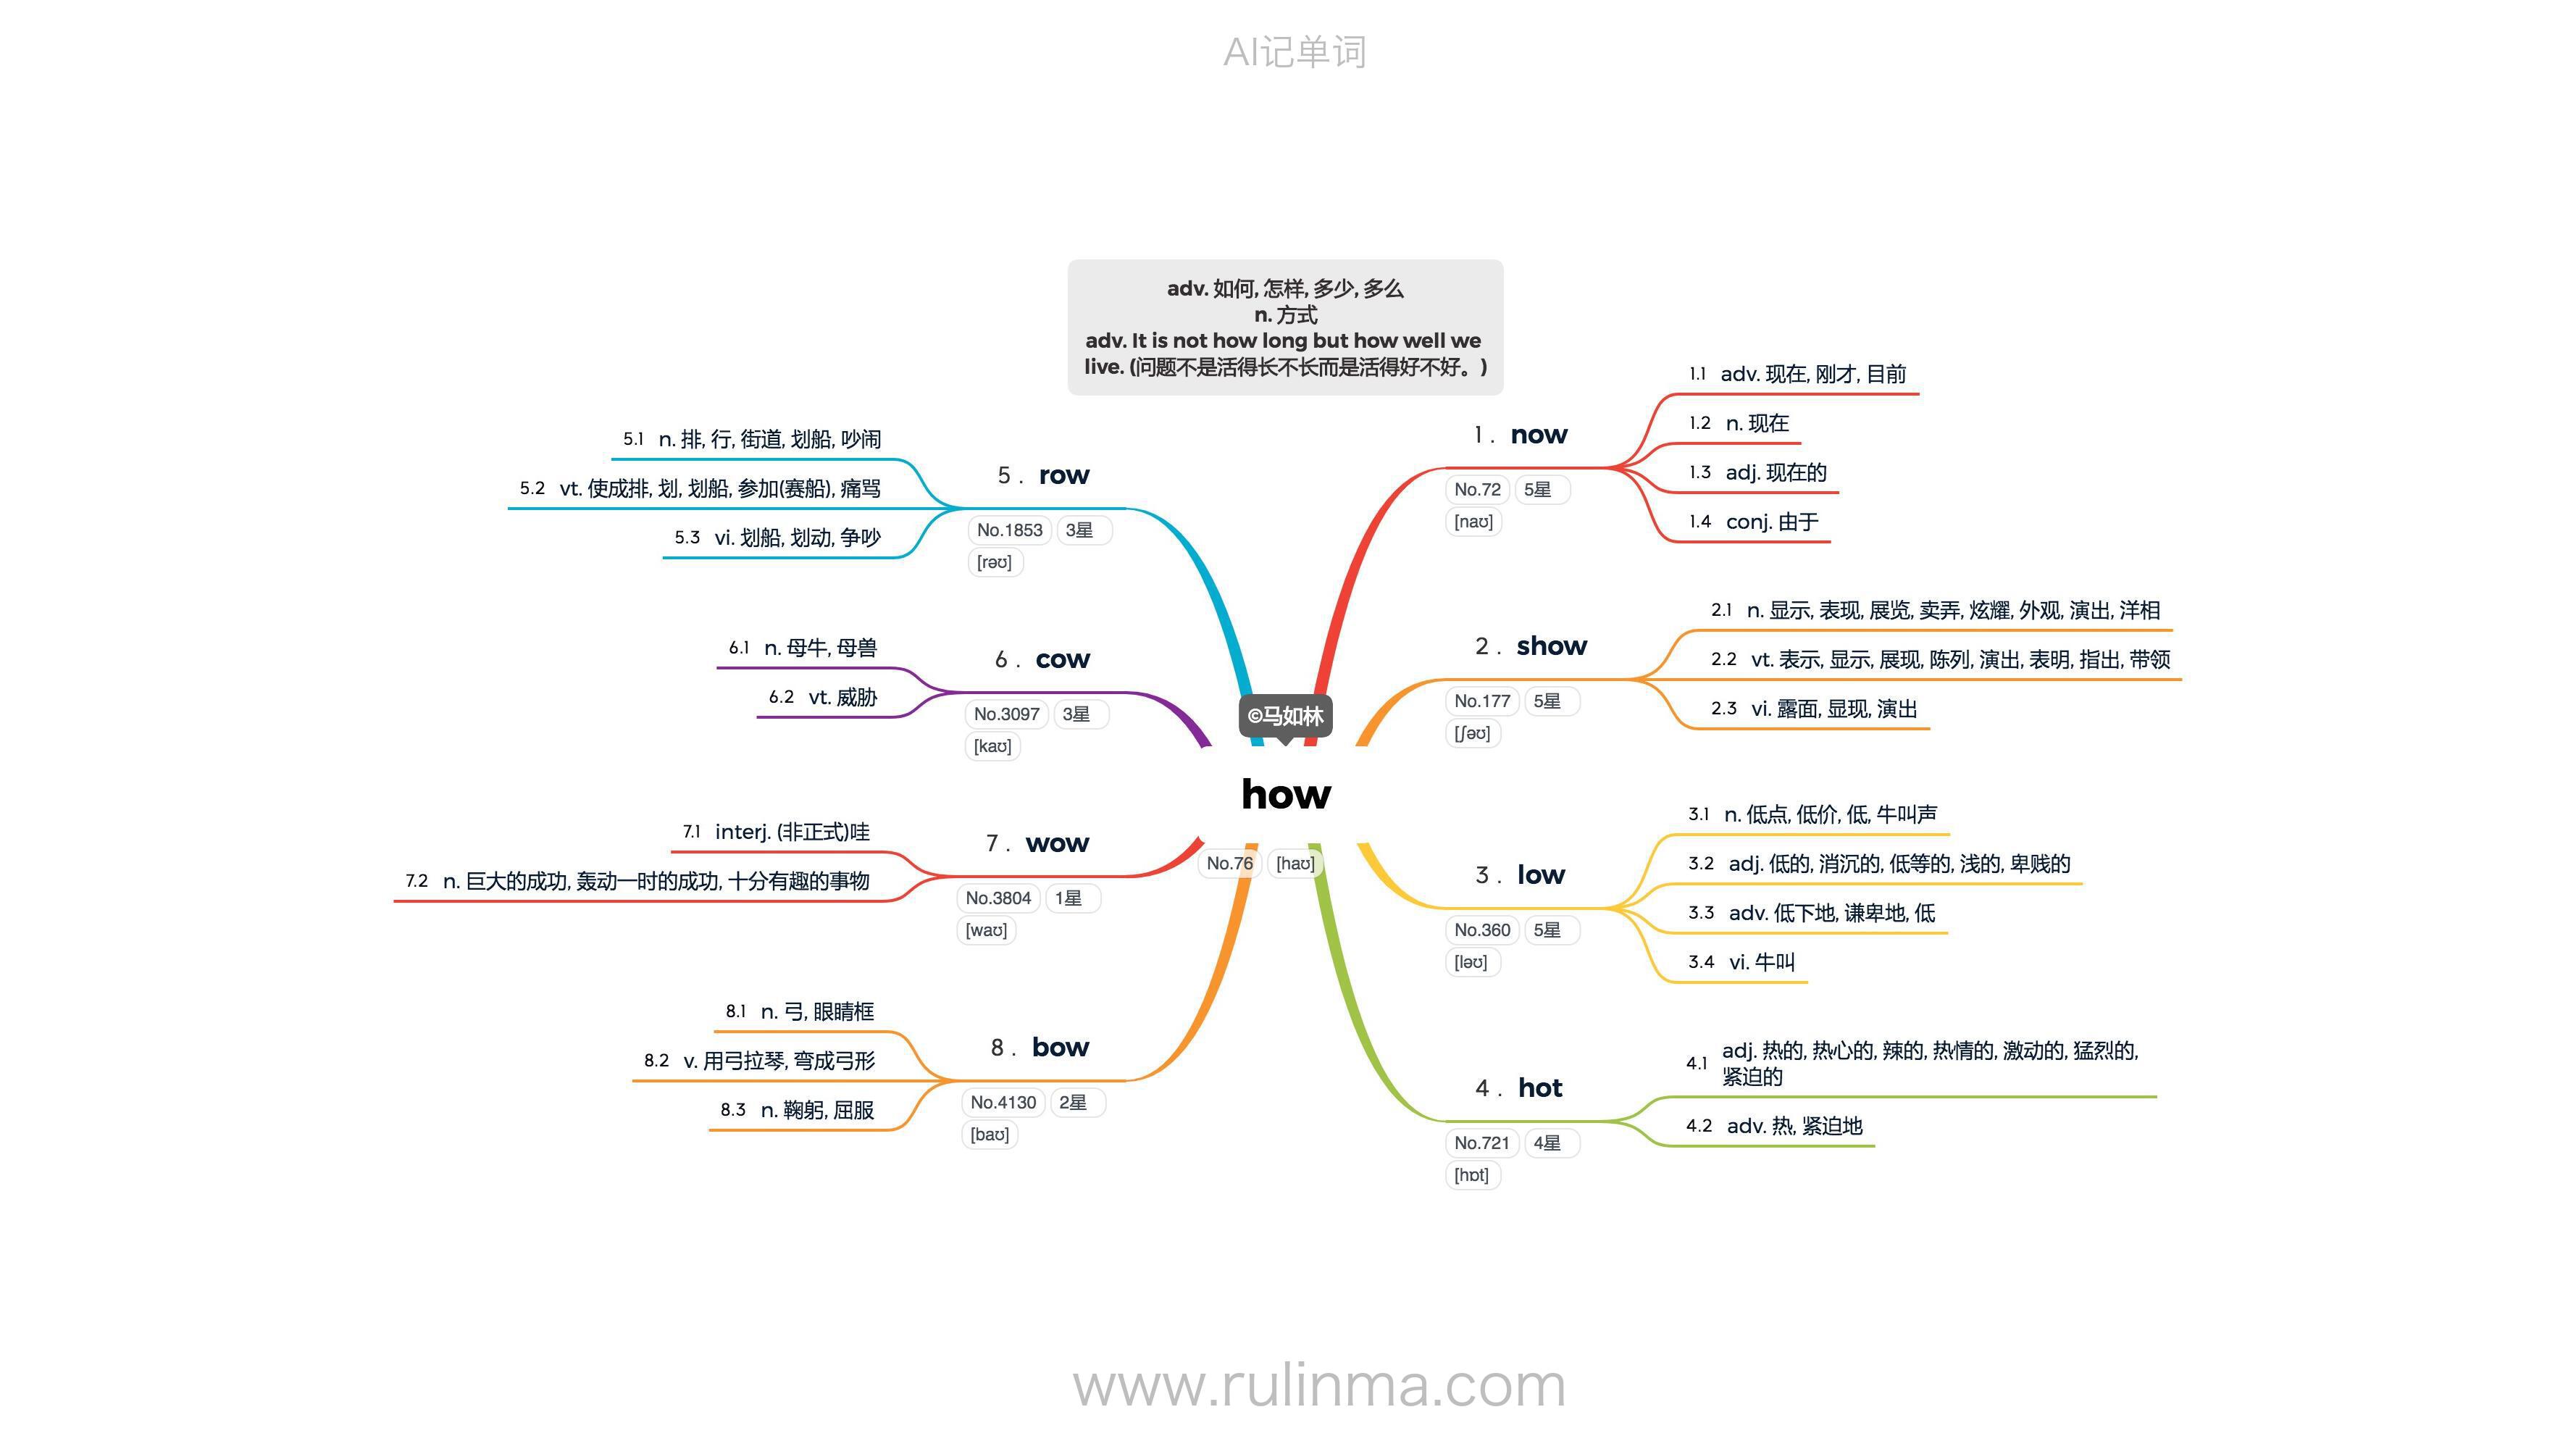 AI记单词
adv. 如何, 怎样, 多少, 多么
n. 方式
adv. It is not how long but how well we
live. (问题不是活得长不长而是活得好不好。)
©马如林
how
No.76 [haʊ]
1. now
No.72 5星
[naʊ]
1.1 adv. 现在, 刚才, 目前
1.2 n. 现在
1.3 adj. 现在的
1.4 conj. 由于
2. show
No.177 5星
[ʃəʊ]
2.1 n. 显示, 表现, 展览, 卖弄, 炫耀, 外观, 演出, 洋相
2.2 vt. 表示, 显示, 展现, 陈列, 演出, 表明, 指出, 带领
2.3 vi. 露面, 显现, 演出
3. low
No.360 5星
[ləʊ]
3.1 n. 低点, 低价, 低, 牛叫声
3.2 adj. 低的, 消沉的, 低等的, 浅的, 卑贱的
3.3 adv. 低下地, 谦卑地, 低
3.4 vi. 牛叫
4. hot
No.721 4星
[hɒt]
4.1 adj. 热的, 热心的, 辣的, 热情的, 激动的, 猛烈的,
紧迫的
4.2 adv. 热, 紧迫地
5. row
No.1853 3星
[rəʊ]
5.1 n. 排, 行, 街道, 划船, 吵闹
5.2 vt. 使成排, 划, 划船, 参加(赛船), 痛骂
5.3 vi. 划船, 划动, 争吵
6. cow
No.3097 3星
[kaʊ]
6.1 n. 母牛, 母兽
6.2 vt. 威胁
7. wow
No.3804 1星
[waʊ]
7.1 interj. (非正式)哇
7.2 n. 巨大的成功, 轰动一时的成功, 十分有趣的事物
8. bow
No.4130 2星
[baʊ]
8.1 n. 弓, 眼睛框
8.2 v. 用弓拉琴, 弯成弓形
8.3 n. 鞠躬, 屈服
www.rulinma.com